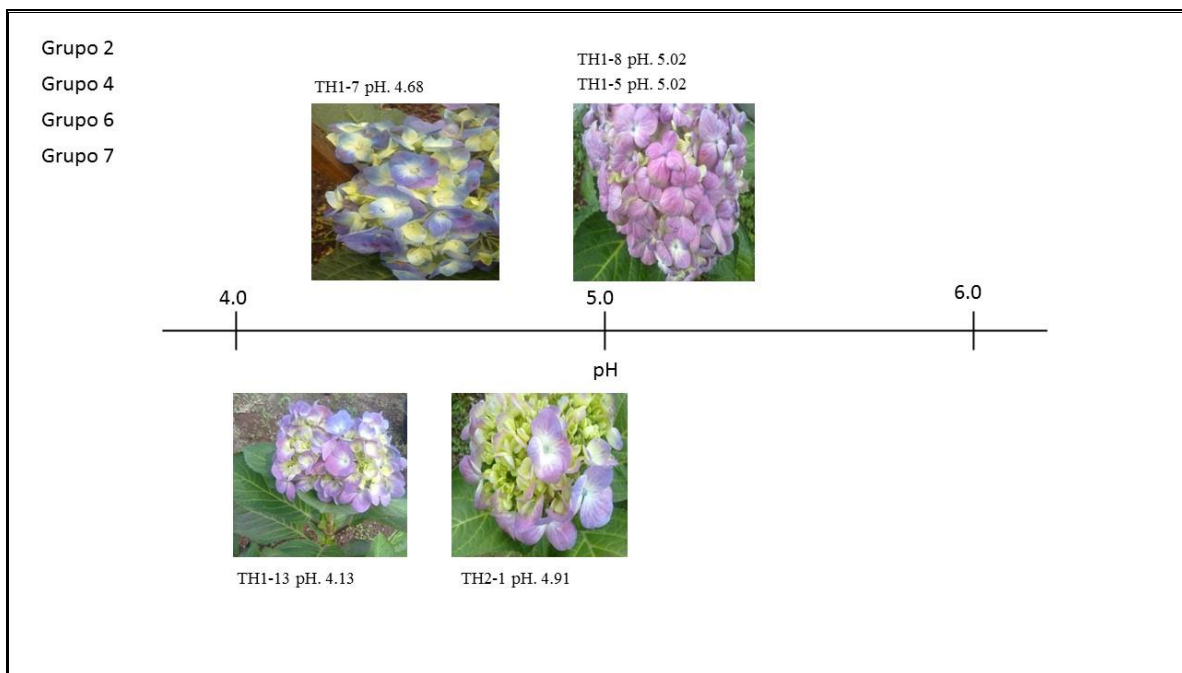 Grupo 2
Grupo 4
Grupo 6
Grupo 7
TH1-7 pH. 4.68
TH1-8 pH. 5.02
TH1-5 pH. 5.02
4.0
5.0
6.0
pH
TH1-13 pH. 4.13
TH2-1 pH. 4.91